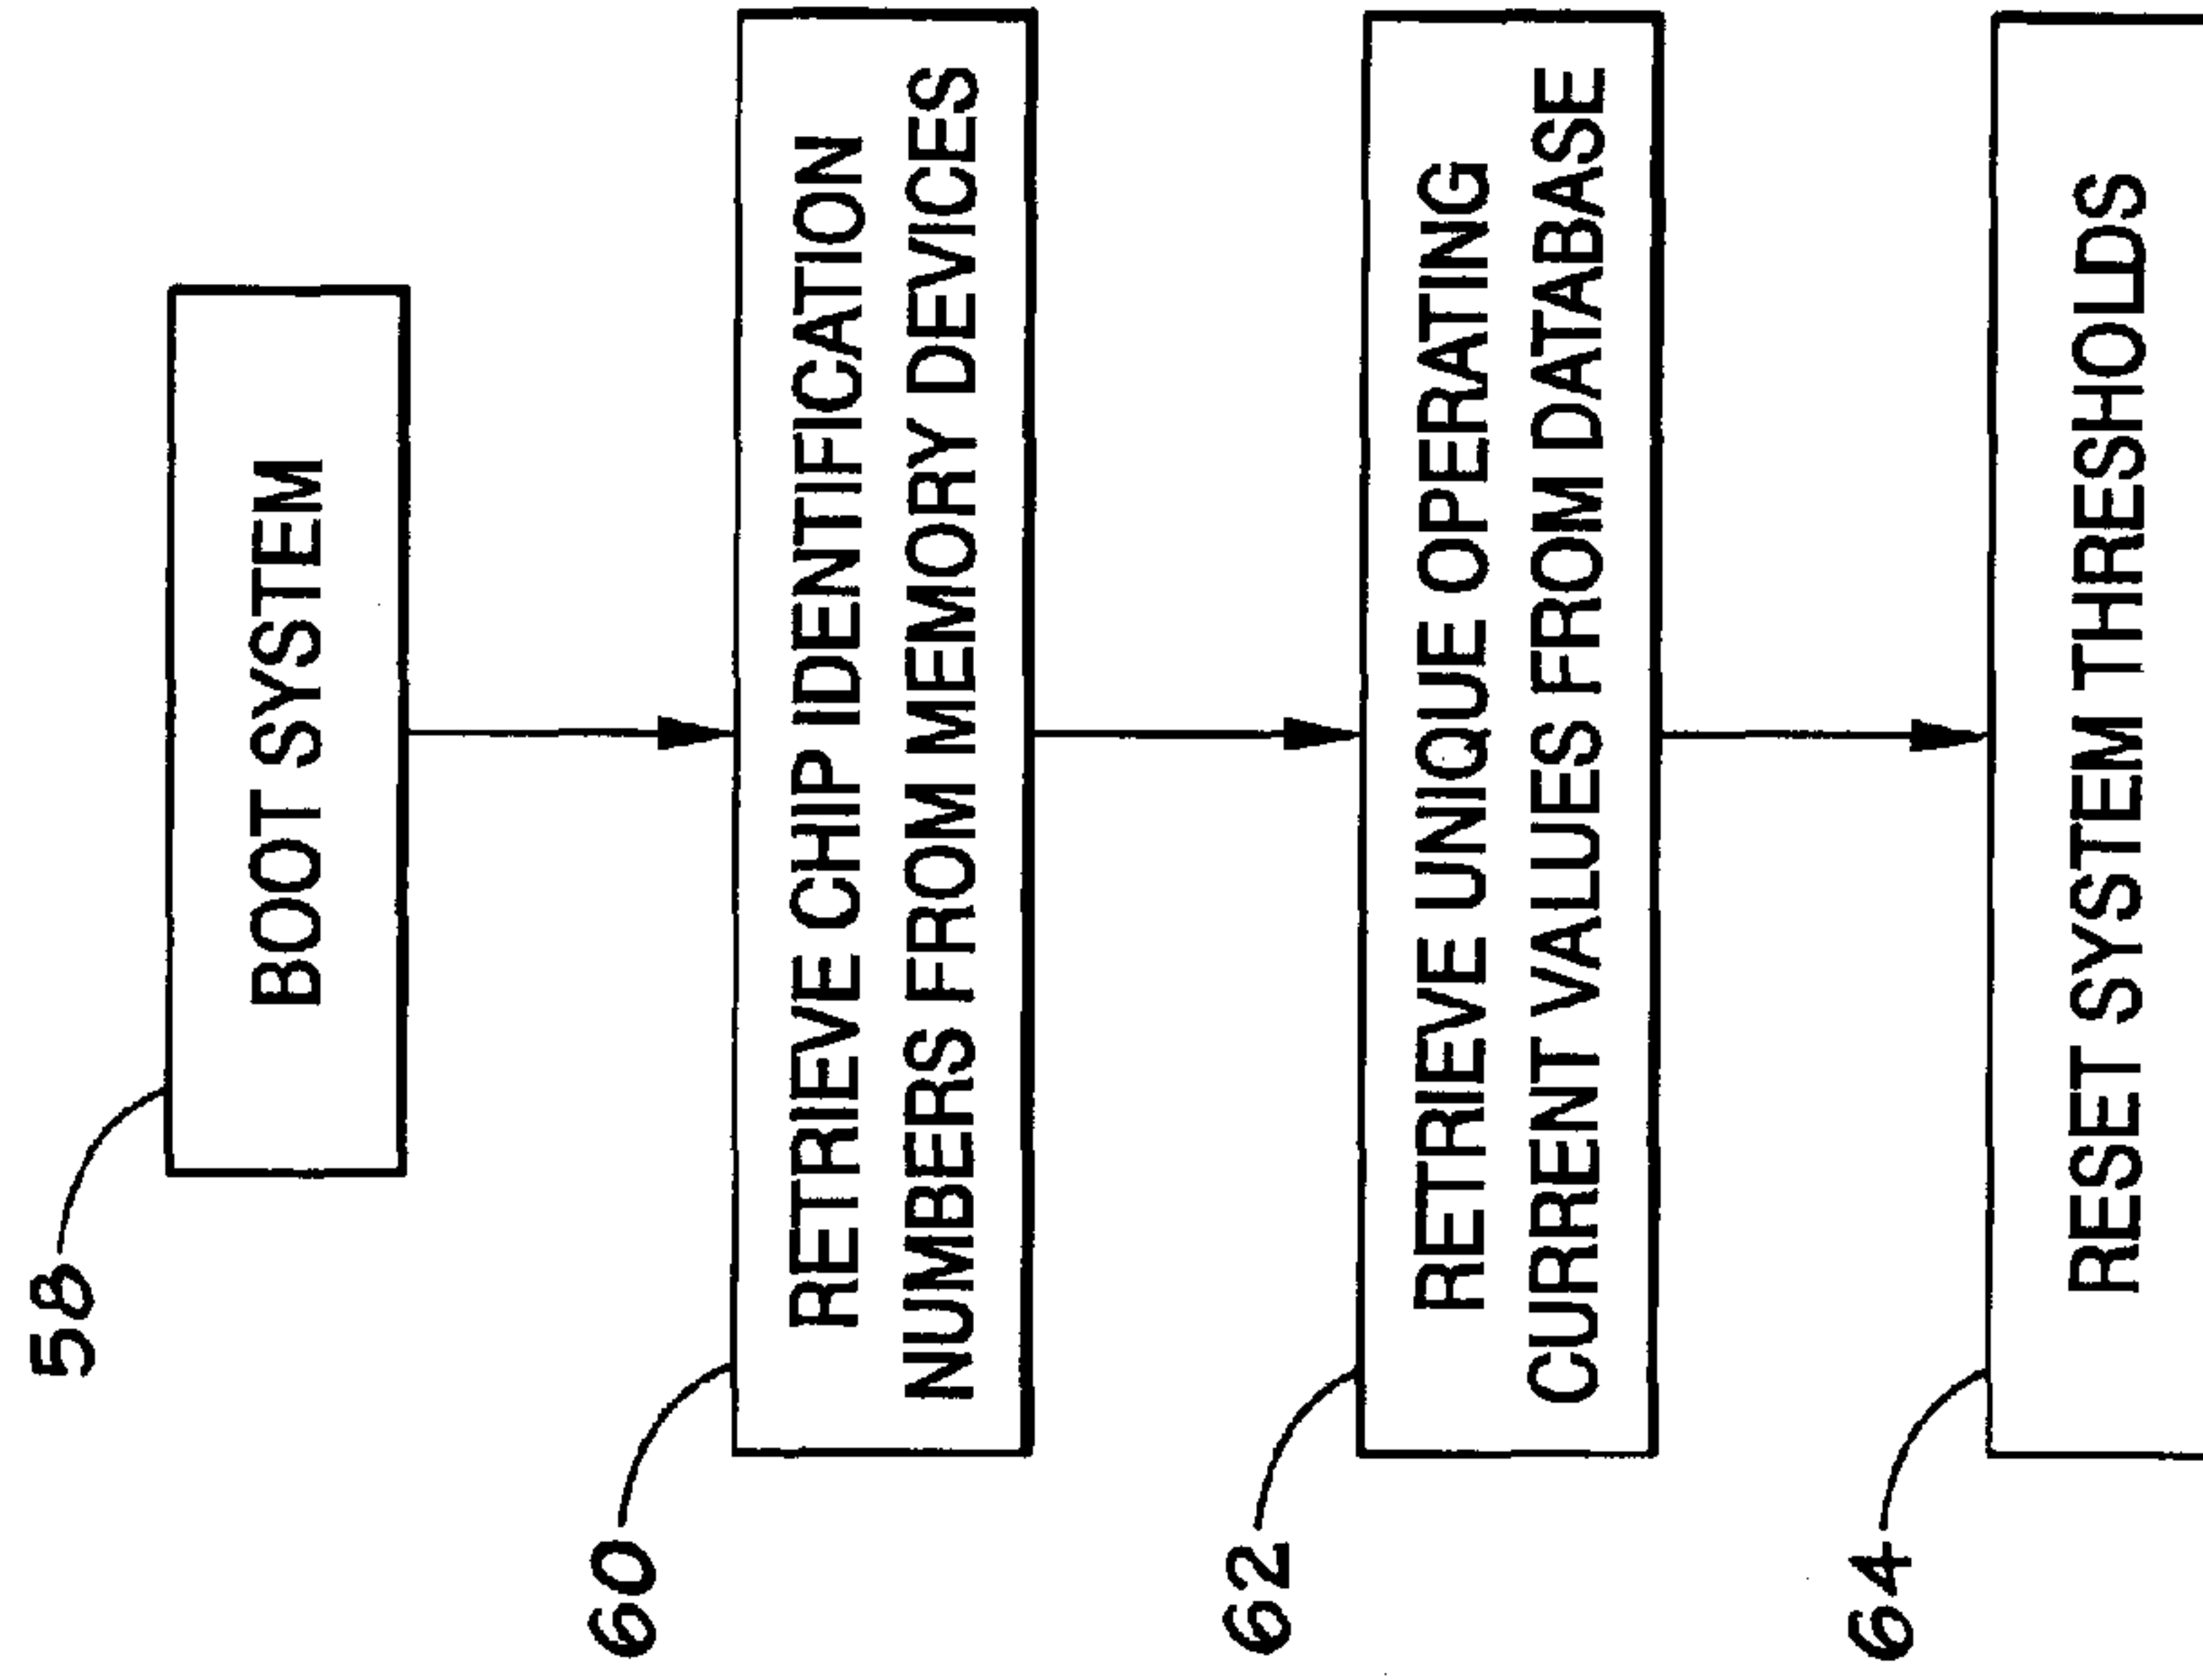 58
BOOT SYSTEM
60
RETRIEVE CHIP IDENTIFICATION
NUMBERS FROM MEMORY DEVICES
62
RETRIEVE UNIQUE OPERATING
CURRENT VALUES FROM DATABASE
64
RESET SYSTEM THRESHOLDS